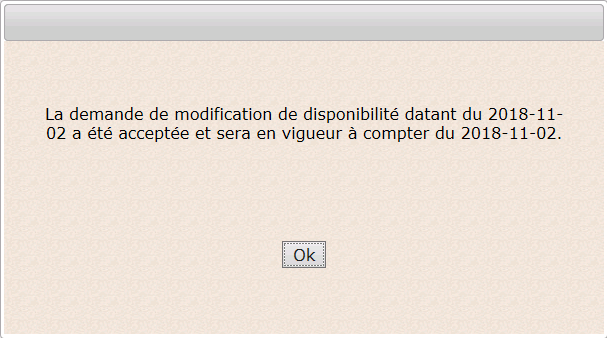 La demande de modification de disponibilité datant du 2018-11-
02 a été acceptée et sera en vigueur à compter du 2018-11-02.
Ok